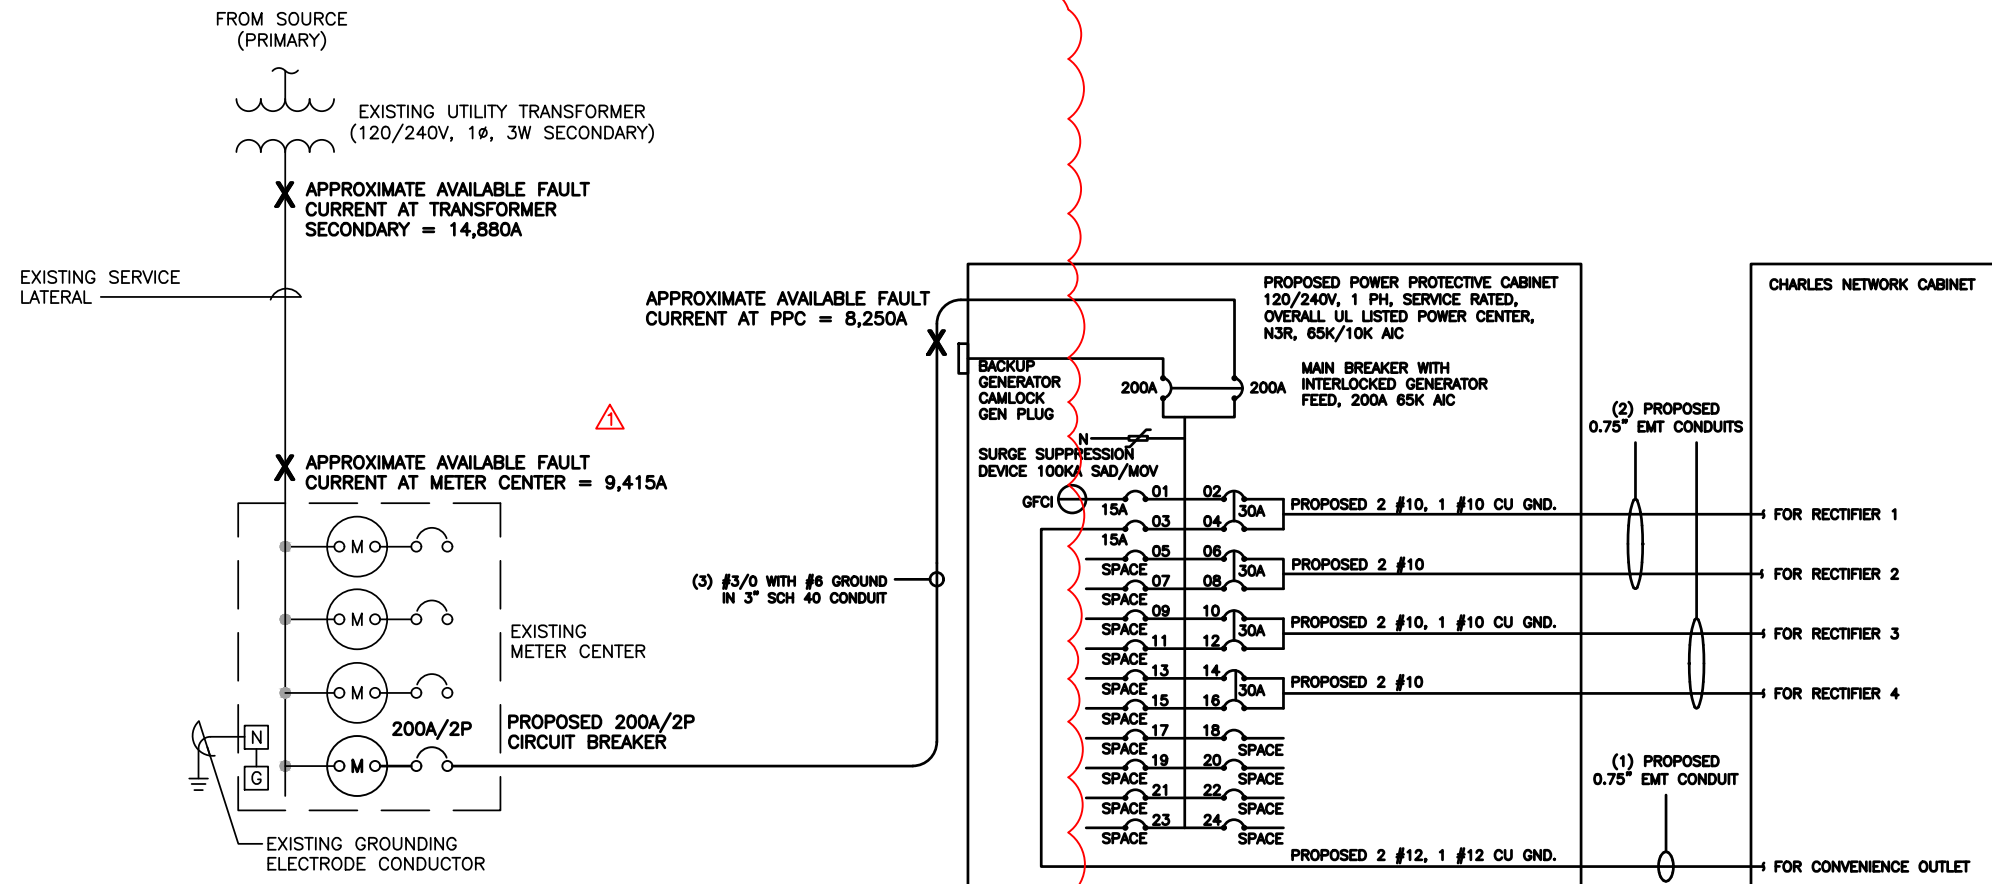 FROM SOURCE
(PRIMARY)
EXISTING UTILITY TRANSFORMER
(120/240V, 1ø, 3W SECONDARY)
APPROXIMATE AVAILABLE FAULT
CURRENT AT TRANSFORMER
SECONDARY = 14,880A
EXISTING SERVICE
LATERAL
APPROXIMATE AVAILABLE FAULT
CURRENT AT PPC = 8,250A
1
APPROXIMATE AVAILABLE FAULT
CURRENT AT METER CENTER = 9,415A
M
M
M
M
EXISTING
METER CENTER
200A/2P
PROPOSED 200A/2P
CIRCUIT BREAKER
N
G
EXISTING GROUNDING
ELECTRODE CONDUCTOR
(3) #3/0 WITH #6 GROUND
IN 3" SCH 40 CONDUIT
PROPOSED POWER PROTECTIVE CABINET
120/240V, 1 PH, SERVICE RATED,
OVERALL UL LISTED POWER CENTER,
N3R, 65K/10K AIC
BACKUP
GENERATOR
CAMLOCK
GEN PLUG
200A
200A
MAIN BREAKER WITH
INTERLOCKED GENERATOR
FEED, 200A 65K AIC
N
SURGE SUPPRESSION
DEVICE 100KA SAD/MOV
GFCI
15A
01
02
30A
PROPOSED 2 #10, 1 #10 CU GND.
15A
03
04
SPACE
05
06
30A
PROPOSED 2 #10
SPACE
07
08
SPACE
09
10
30A
PROPOSED 2 #10, 1 #10 CU GND.
SPACE
11
12
SPACE
13
14
30A
PROPOSED 2 #10
SPACE
15
16
SPACE
17
18
SPACE
SPACE
19
20
SPACE
SPACE
21
22
SPACE
SPACE
23
24
SPACE
PROPOSED 2 #12, 1 #12 CU GND.
(2) PROPOSED
0.75" EMT CONDUITS
(1) PROPOSED
0.75" EMT CONDUIT
CHARLES NETWORK CABINET
FOR RECTIFIER 1
FOR RECTIFIER 2
FOR RECTIFIER 3
FOR RECTIFIER 4
FOR CONVENIENCE OUTLET